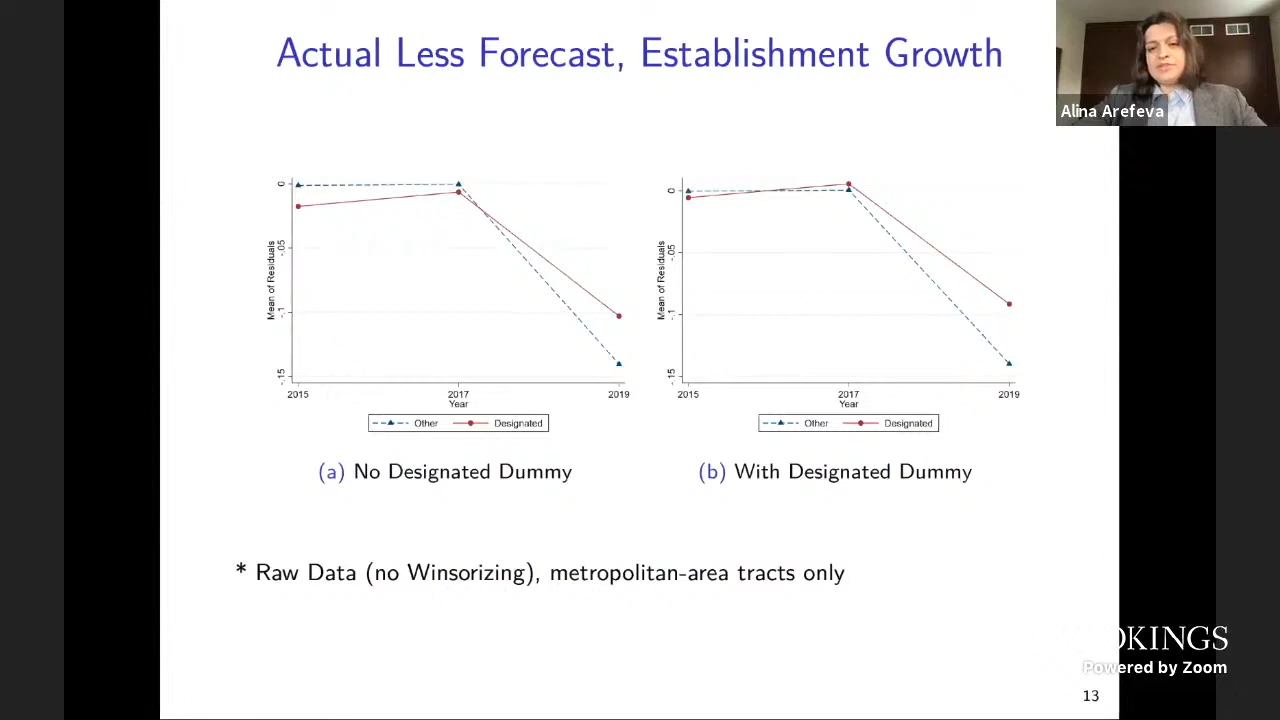 Actual Less Forecast, Establishment Growth
Alina Arefeva
Mean of Residuals
0
-.05
-.1
-.15
2015
2017
2019
Year
Other
Designated
Mean of Residuals
0
-.05
-.1
-.15
2015
2017
2019
Year
Other
Designated
(a) No Designated Dummy
(b) With Designated Dummy
* Raw Data (no Winsorizing), metropolitan-area tracts only
OKINGS
Powered by Zoom
13